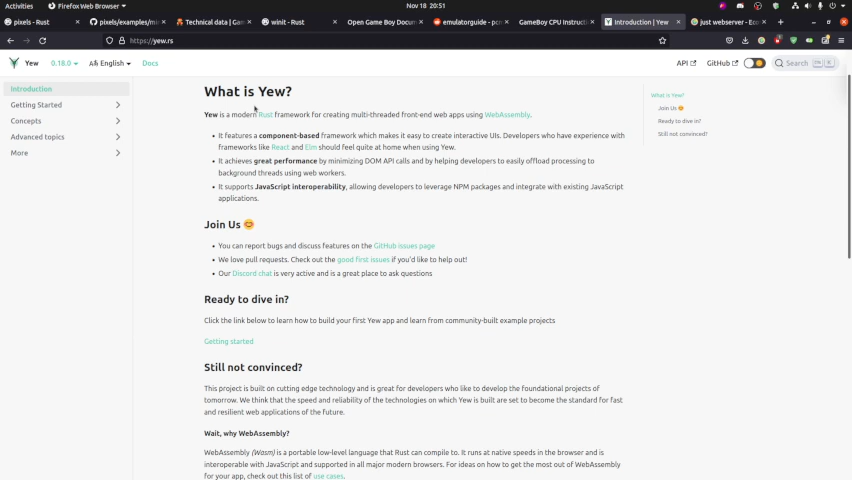 Activities Firefox Web Browser Nov 18 20:51
pixels - Rust pixels/examples/mi Technical data | Gam winit - Rust Open Game Boy Docum emulatorguide - pcm GameBoy CPU Instructi Introduction | Yew just webserver - Eco
https://yew.rs
Yew 0.18.0 English Docs API GitHub Search
Introduction
Getting Started
Concepts
Advanced topics
More
What is Yew?
Yew is a modern Rust framework for creating multi-threaded front-end web apps using WebAssembly.
• It features a component-based framework which makes it easy to create interactive UIs. Developers who have experience with
frameworks like React and Elm should feel quite at home when using Yew.
• It achieves great performance by minimizing DOM API calls and by helping developers to easily offload processing to
background threads using web workers.
• It supports JavaScript interoperability, allowing developers to leverage NPM packages and integrate with existing JavaScript
applications.
Join Us 😊
• You can report bugs and discuss features on the GitHub issues page
• We love pull requests. Check out the good first issues if you'd like to help out!
• Our Discord chat is very active and is a great place to ask questions
Ready to dive in?
Click the link below to learn how to build your first Yew app and learn from community-built example projects
Getting started
Still not convinced?
This project is built on cutting edge technology and is great for developers who like to develop the foundational projects of
tomorrow. We think that the speed and reliability of the technologies on which Yew is built are set to become the standard for fast
and resilient web applications of the future.
Wait, why WebAssembly?
WebAssembly (Wasm) is a portable low-level language that Rust can compile to. It runs at native speeds in the browser and is
interoperable with JavaScript and supported in all major modern browsers. For ideas on how to get the most out of WebAssembly
for your app, check out this list of use cases.
What is Yew?
Join Us 😊
Ready to dive in?
Still not convinced?